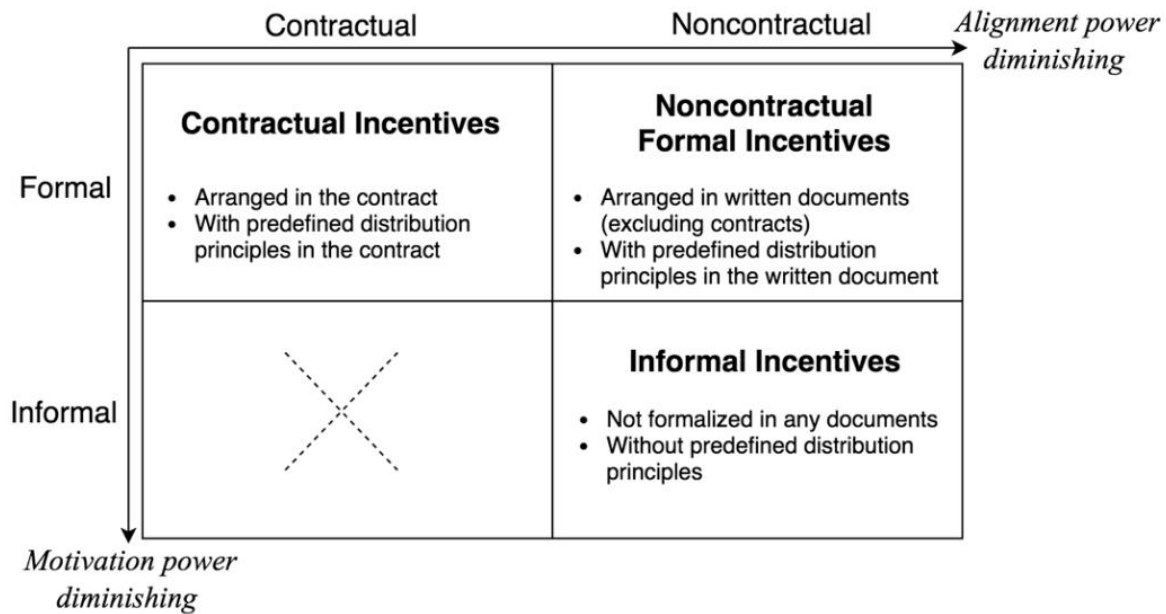 Contractual
Noncontractual
Alignment power
diminishing
Formal
Contractual Incentives
• Arranged in the contract
• With predefined distribution
principles in the contract
Noncontractual
Formal Incentives
• Arranged in written documents
(excluding contracts)
• With predefined distribution
principles in the written document
Informal
Informal Incentives
• Not formalized in any documents
• Without predefined distribution
principles
Motivation power
diminishing